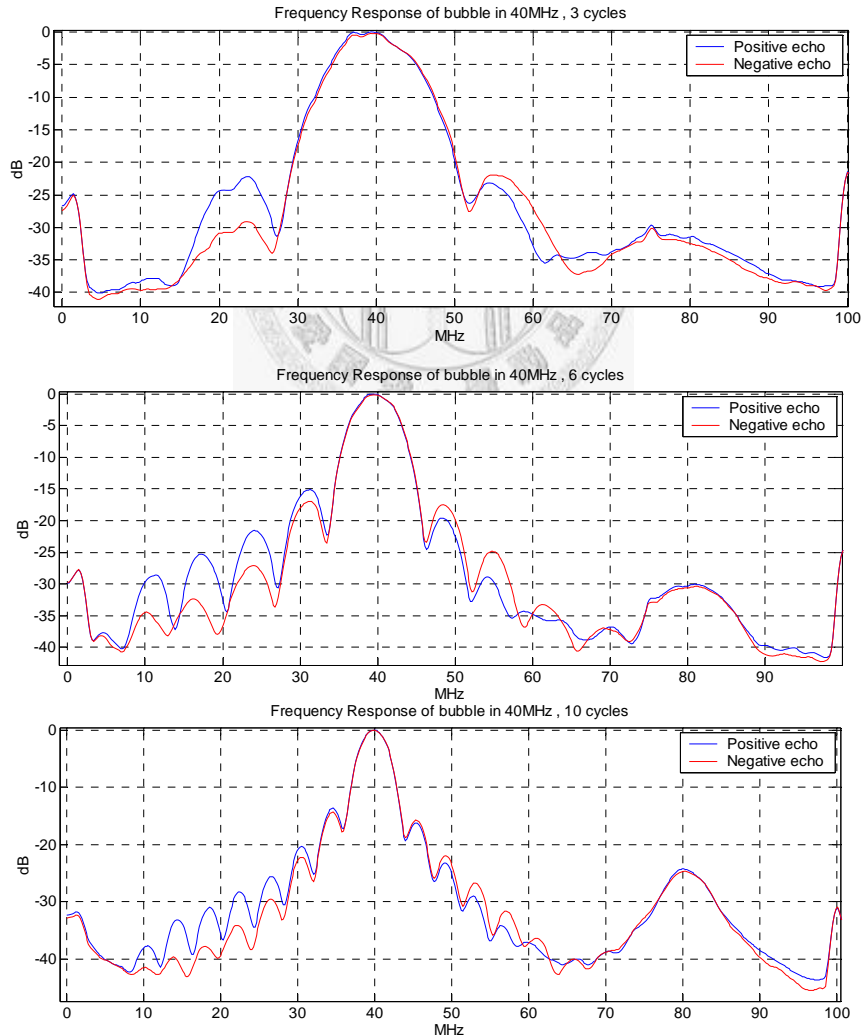 Frequency Response of bubble in 40MHz , 3 cycles
0
-5
-10
-15
-20
-25
-30
-35
-40
dB
Positive echo
Negative echo
0 10 20 30 40 50 60 70 80 90 100
MHz
Frequency Response of bubble in 40MHz , 6 cycles
0
-5
-10
-15
-20
-25
-30
-35
-40
dB
Positive echo
Negative echo
0 10 20 30 40 50 60 70 80 90
MHz
Frequency Response of bubble in 40MHz , 10 cycles
0
-10
-20
-30
-40
dB
Positive echo
Negative echo
0 10 20 30 40 50 60 70 80 90 100
MHz